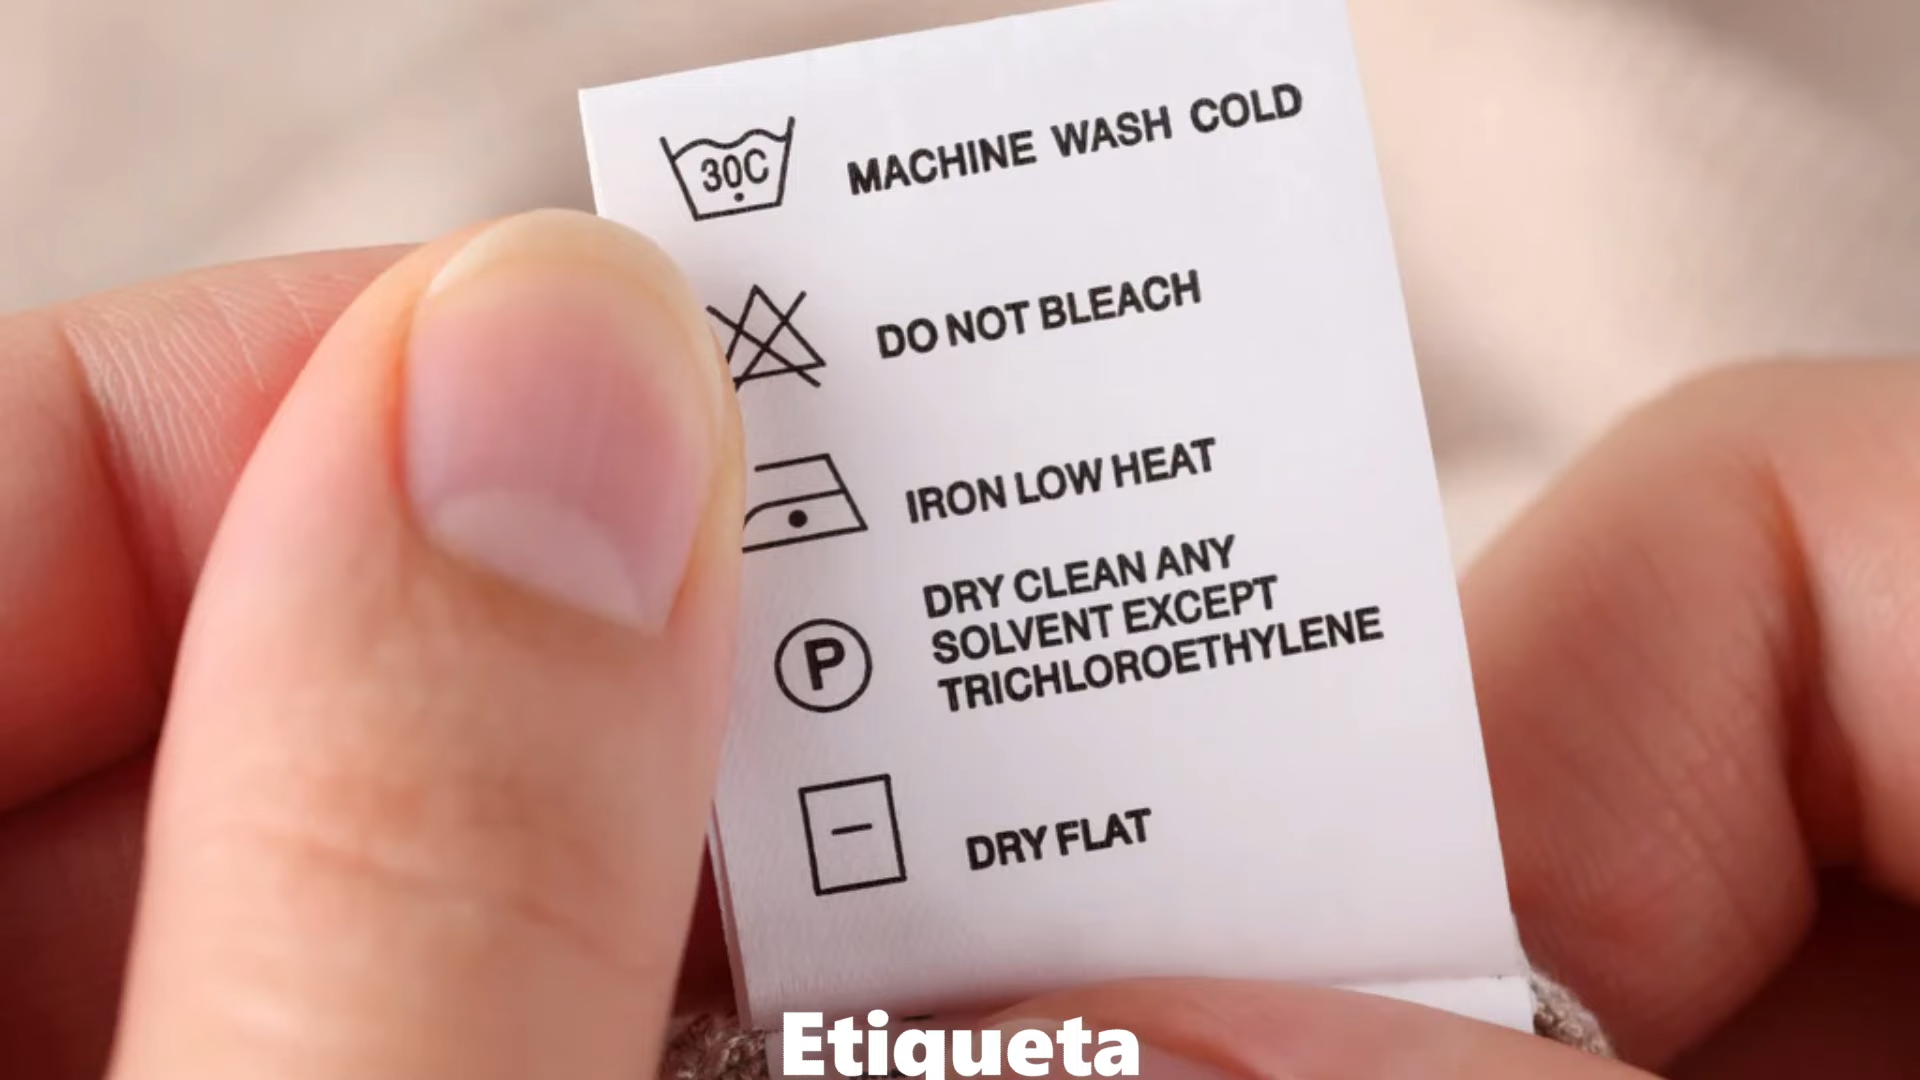 30C
MACHINE WASH COLD
DO NOT BLEACH
IRON LOW HEAT
DRY CLEAN ANY
SOLVENT EXCEPT
TRICHLOROETHYLENE
P
DRY FLAT
Etiqueta